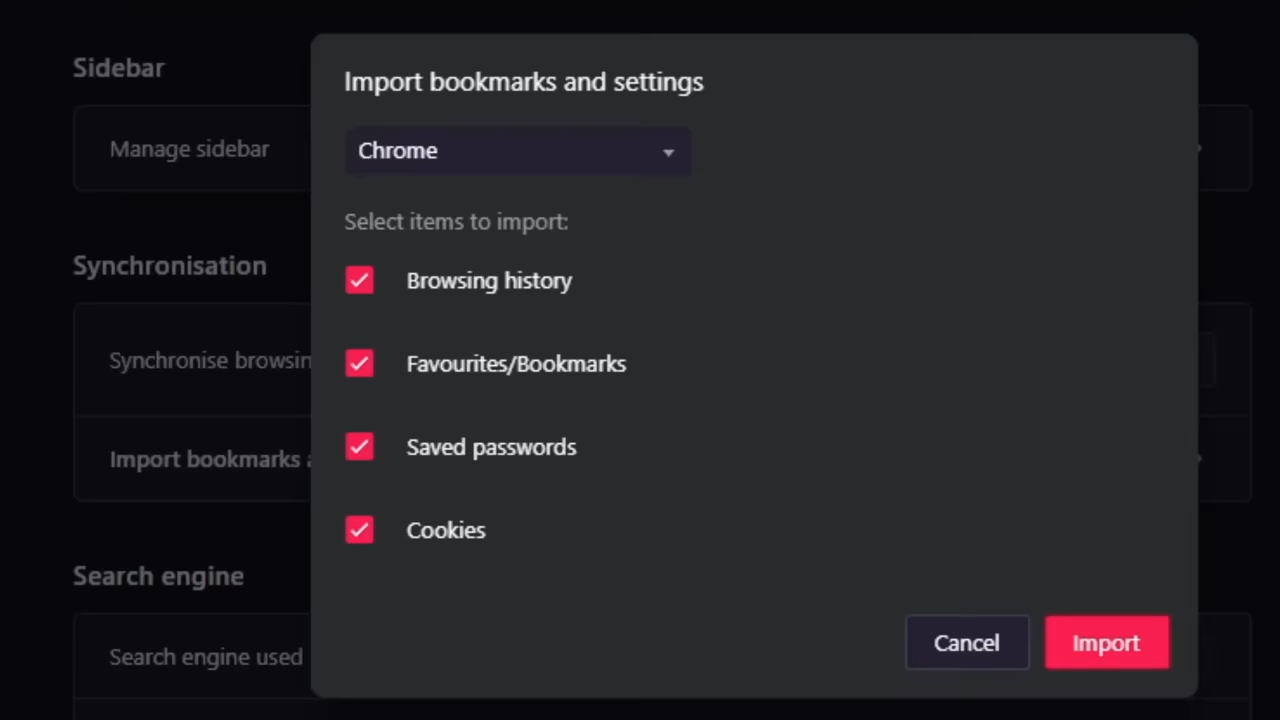 Sidebar
Manage sidebar
Synchronisation
Synchronise
Import bookmarks
Search engine
Search engine used
Import bookmarks and settings
Chrome
Select items to import:
Browsing history
Favourites/Bookmarks
Saved passwords
Cookies
Cancel
Import